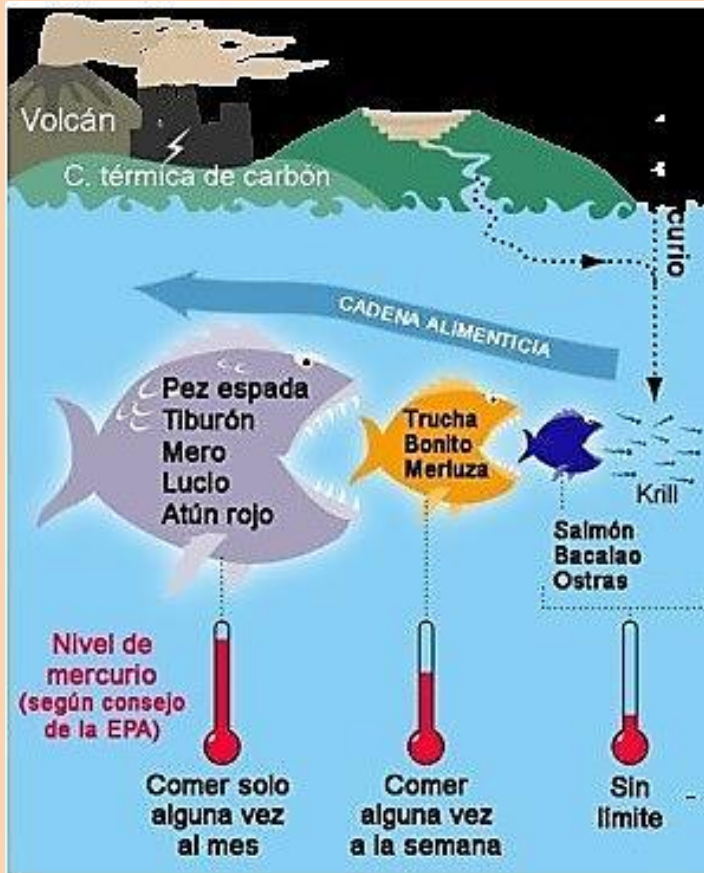 Volcán
C. térmica de carbón
curio
CADENA ALIMENTICIA
Pez espada
Tiburón
Mero
Lucio
Atún rojo
Trucha
Bonito
Merluza
Krill
Salmón
Bacalao
Ostras
Nivel de
mercurio
(según consejo
de la EPA)
Comer solo
alguna vez
al mes
Comer
alguna vez
a la semana
Sin
límite